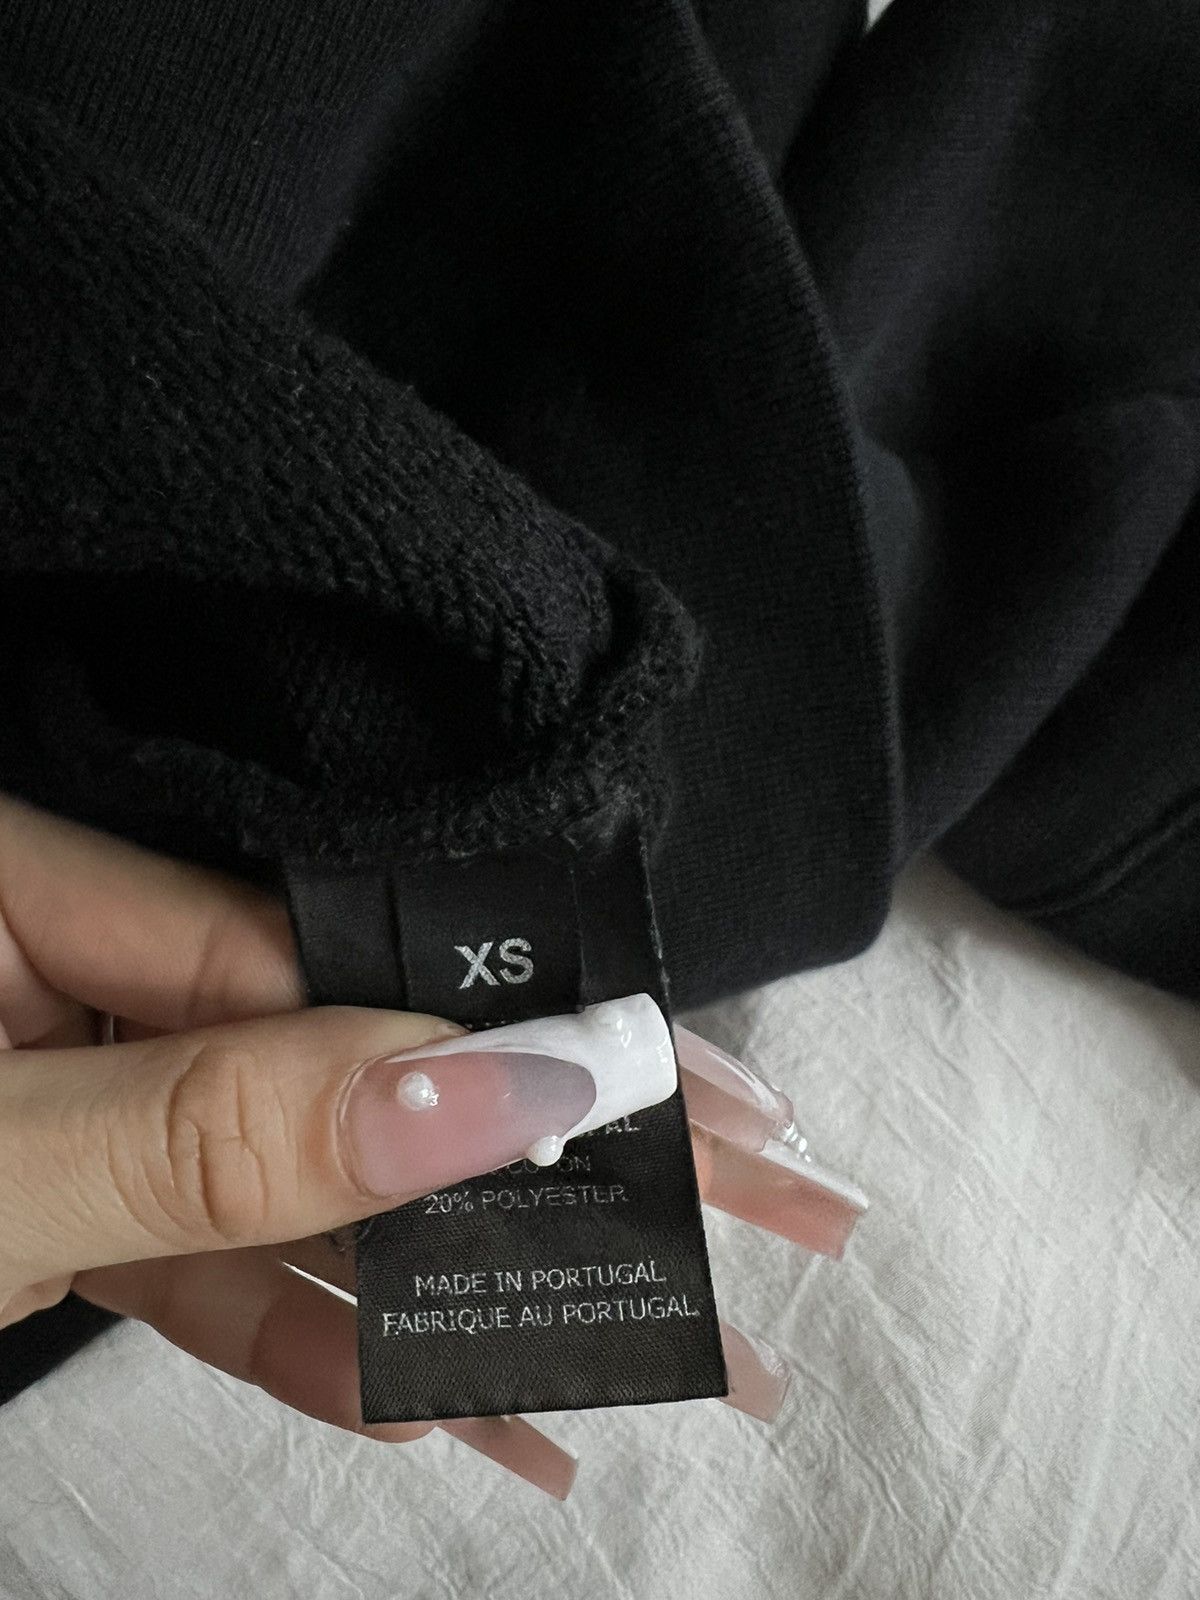 XS
20% POLYESTER
MADE IN PORTUGAL
FABRIQUE AU PORTUGAL